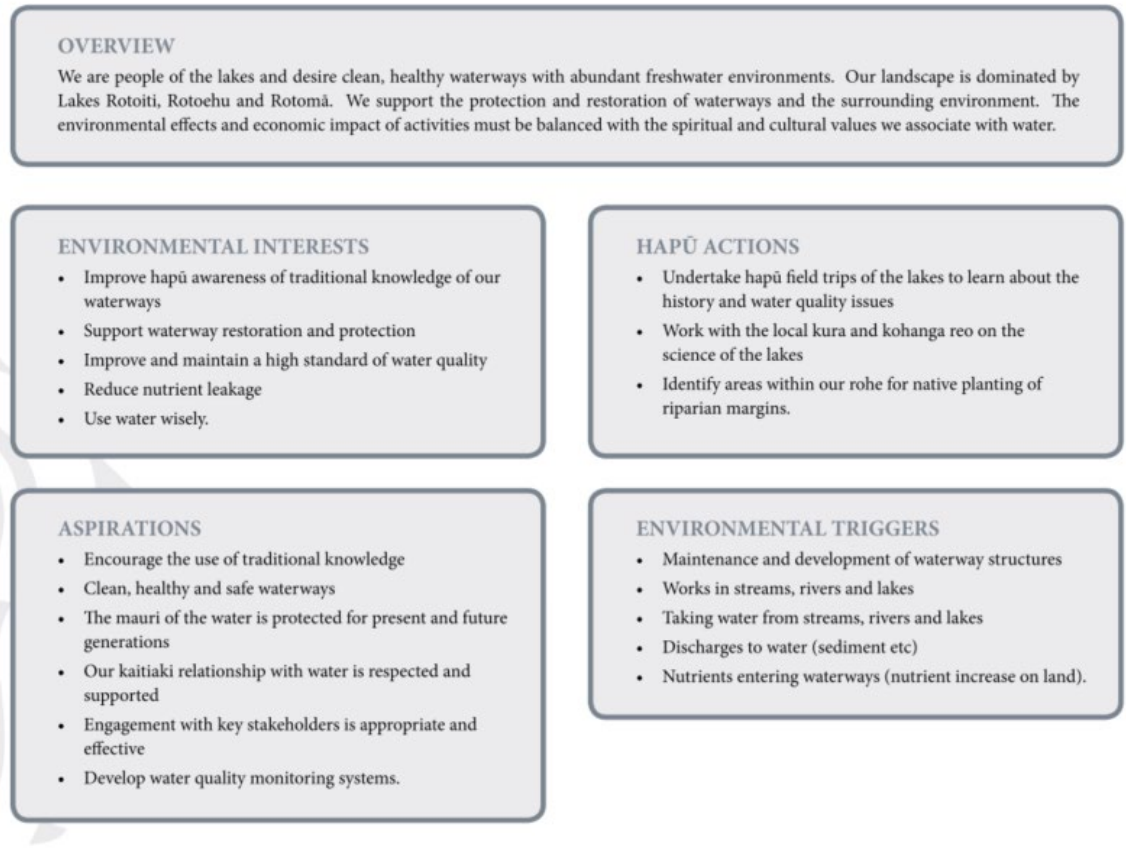 OVERVIEW
We are people of the lakes and desire clean, healthy waterways with abundant freshwater environments. Our landscape is dominated by
Lakes Rotoiti, Rotoehu and Rotomā. We support the protection and restoration of waterways and the surrounding environment. The
environmental effects and economic impact of activities must be balanced with the spiritual and cultural values we associate with water.
ENVIRONMENTAL INTERESTS
• Improve hapū awareness of traditional knowledge of our
waterways
• Support waterway restoration and protection
• Improve and maintain a high standard of water quality
• Reduce nutrient leakage
• Use water wisely.
HAPŪ ACTIONS
• Undertake hapū field trips of the lakes to learn about the
history and water quality issues
• Work with the local kura and kohanga reo on the
science of the lakes
• Identify areas within our rohe for native planting of
riparian margins.
ASPIRATIONS
• Encourage the use of traditional knowledge
• Clean, healthy and safe waterways
• The mauri of the water is protected for present and future
generations
• Our kaitiaki relationship with water is respected and
supported
• Engagement with key stakeholders is appropriate and
effective
• Develop water quality monitoring systems.
ENVIRONMENTAL TRIGGERS
• Maintenance and development of waterway structures
• Works in streams, rivers and lakes
• Taking water from streams, rivers and lakes
• Discharges to water (sediment etc)
• Nutrients entering waterways (nutrient increase on land).